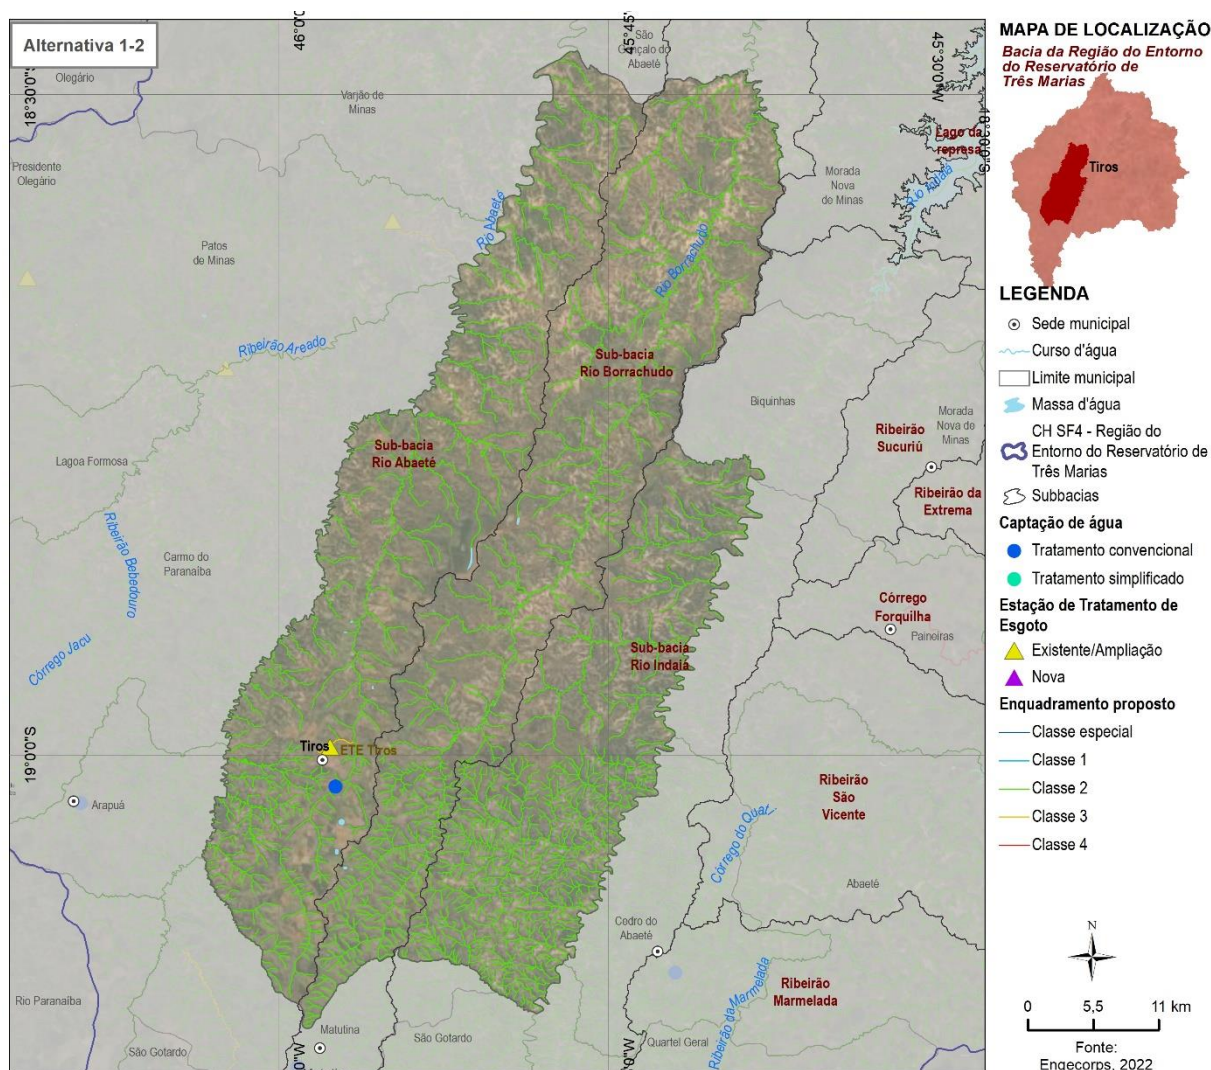 Alternativa 1-2
46°0'0
45°45'
45°30'0"W
18°30'0"S
18°30'0"S
19°0'0"S
0"W
0"W
Olegário
São
Gonçalo do
Abaeté
Varjão de
Minas
Presidente
Olegário
Patos
de Minas
Morada
Nova
de Minas
Lago da
represa
Rio Indaiá
Rio Abaeté
Rio Borrachudo
Ribeirão Areado
Sub-bacia
Rio Borrachudo
Biquinhas
Ribeirão
Sucuriú
Morada
Nova de
Minas
Sub-bacia
Rio Abaeté
Lagoa Formosa
Ribeirão da
Extrema
Ribeirão Bebedouro
Carmo do
Paranaíba
Córrego
Forquilha
Paineiras
Córrego Jacu
Sub-bacia
Rio Indaiá
Tiros
ETE Tiros
Arapuá
Ribeirão
São
Vicente
Córrego do Quat
Abaeté
Cedro do
Abaeté
Ribeirão
Marmelada
Ribeirão da Marmelada
Rio Paranaíba
Matutina
São Gotardo
São Gotardo
Quartel Geral
MAPA DE LOCALIZAÇÃO
Bacia da Região do Entorno
do Reservatório de
Três Marias
Tiros
LEGENDA
Sede municipal
Curso d'água
Limite municipal
Massa d'água
CH SF4 - Região do
Entorno do Reservatório de
Três Marias
Subbacias
Captação de água
Tratamento convencional
Tratamento simplificado
Estação de Tratamento de
Esgoto
Existente/Ampliação
Nova
Enquadramento proposto
Classe especial
Classe 1
Classe 2
Classe 3
Classe 4
N
0 5,5 11 km
Fonte:
Engecorps, 2022